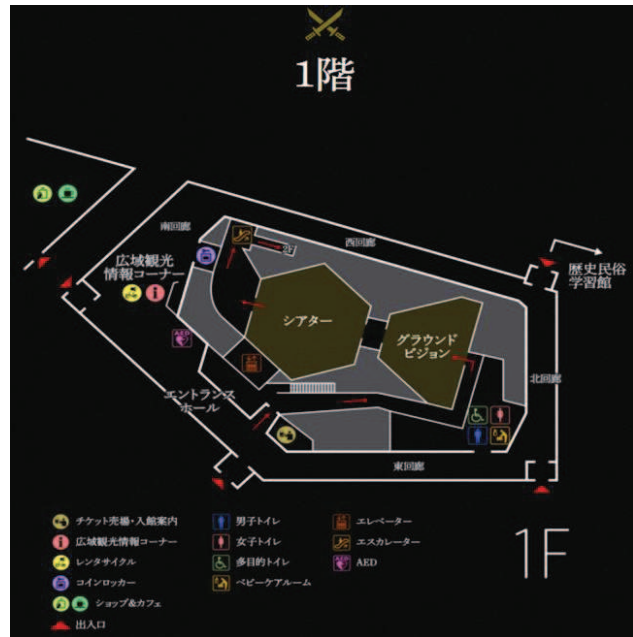 1階
南回廊
西回廊
広域観光
情報コーナー
歴史民俗
学習館
シアター
グラウンド
ビジョン
北回廊
AED
エントランス
ホール
東回廊
チケット売場・入館案内
男子トイレ
エレベーター
広域観光情報コーナー
女子トイレ
エスカレーター
レンタサイクル
多目的トイレ
AED
コインロッカー
ベビーケアルーム
ショップ&カフェ
出入口
1F